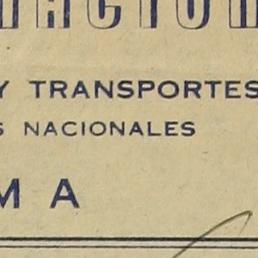 Y TRANSPORTES
S NACIONALES
M A